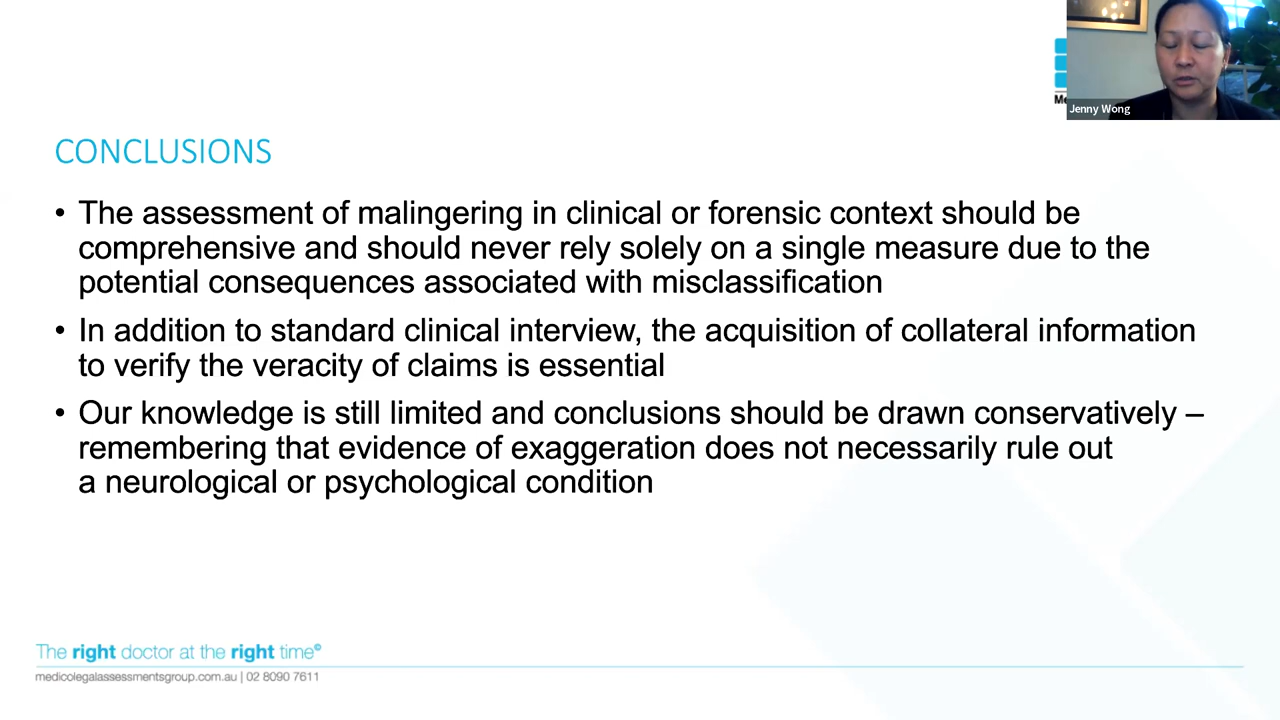 Me
Jenny Wong
CONCLUSIONS
• The assessment of malingering in clinical or forensic context should be
comprehensive and should never rely solely on a single measure due to the
potential consequences associated with misclassification
• In addition to standard clinical interview, the acquisition of collateral information
to verify the veracity of claims is essential
• Our knowledge is still limited and conclusions should be drawn conservatively –
remembering that evidence of exaggeration does not necessarily rule out
a neurological or psychological condition
The right doctor at the right time©
medicolegalassessmentsgroup.com.au | 02 8090 7611